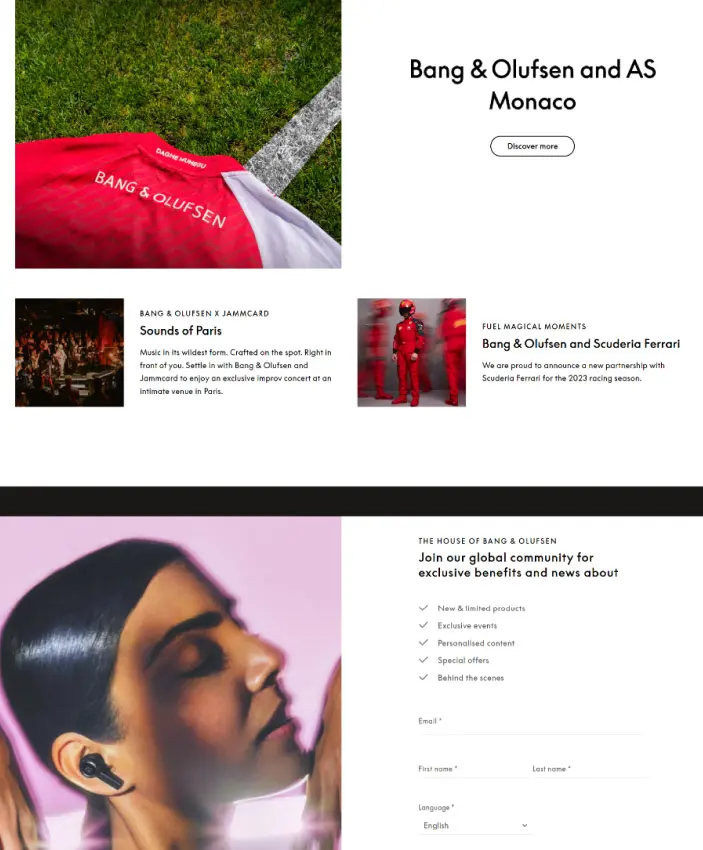 DAGHE MUNEGU
BANG & OLUFSEN
Bang & Olufsen and AS
Monaco
Discover more
BANG & OLUFSEN X JAMMCARD
Sounds of Paris
Music in its wildest form. Crafted on the spot. Right in
front of you. Settle in with Bang & Olufsen and
Jammcard to enjoy an exclusive improv concert at an
intimate venue in Paris.
FUEL MAGICAL MOMENTS
Bang & Olufsen and Scuderia Ferrari
We are proud to announce a new partnership with
Scuderia Ferrari for the 2023 racing season.
THE HOUSE OF BANG & OLUFSEN
Join our global community for
exclusive benefits and news about
New & limited products
Exclusive events
Personalised content
Special offers
Behind the scenes
Email *
First name *
Last name *
Language *
English